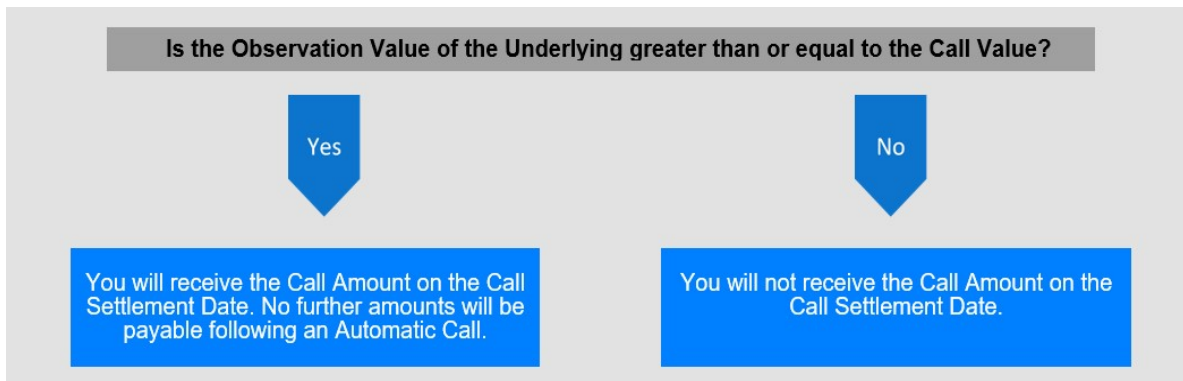 Is the Observation Value of the Underlying greater than or equal to the Call Value?
Yes
No
You will receive the Call Amount on the Call
Settlement Date. No further amounts will be
payable following an Automatic Call.
You will not receive the Call Amount on the
Call Settlement Date.